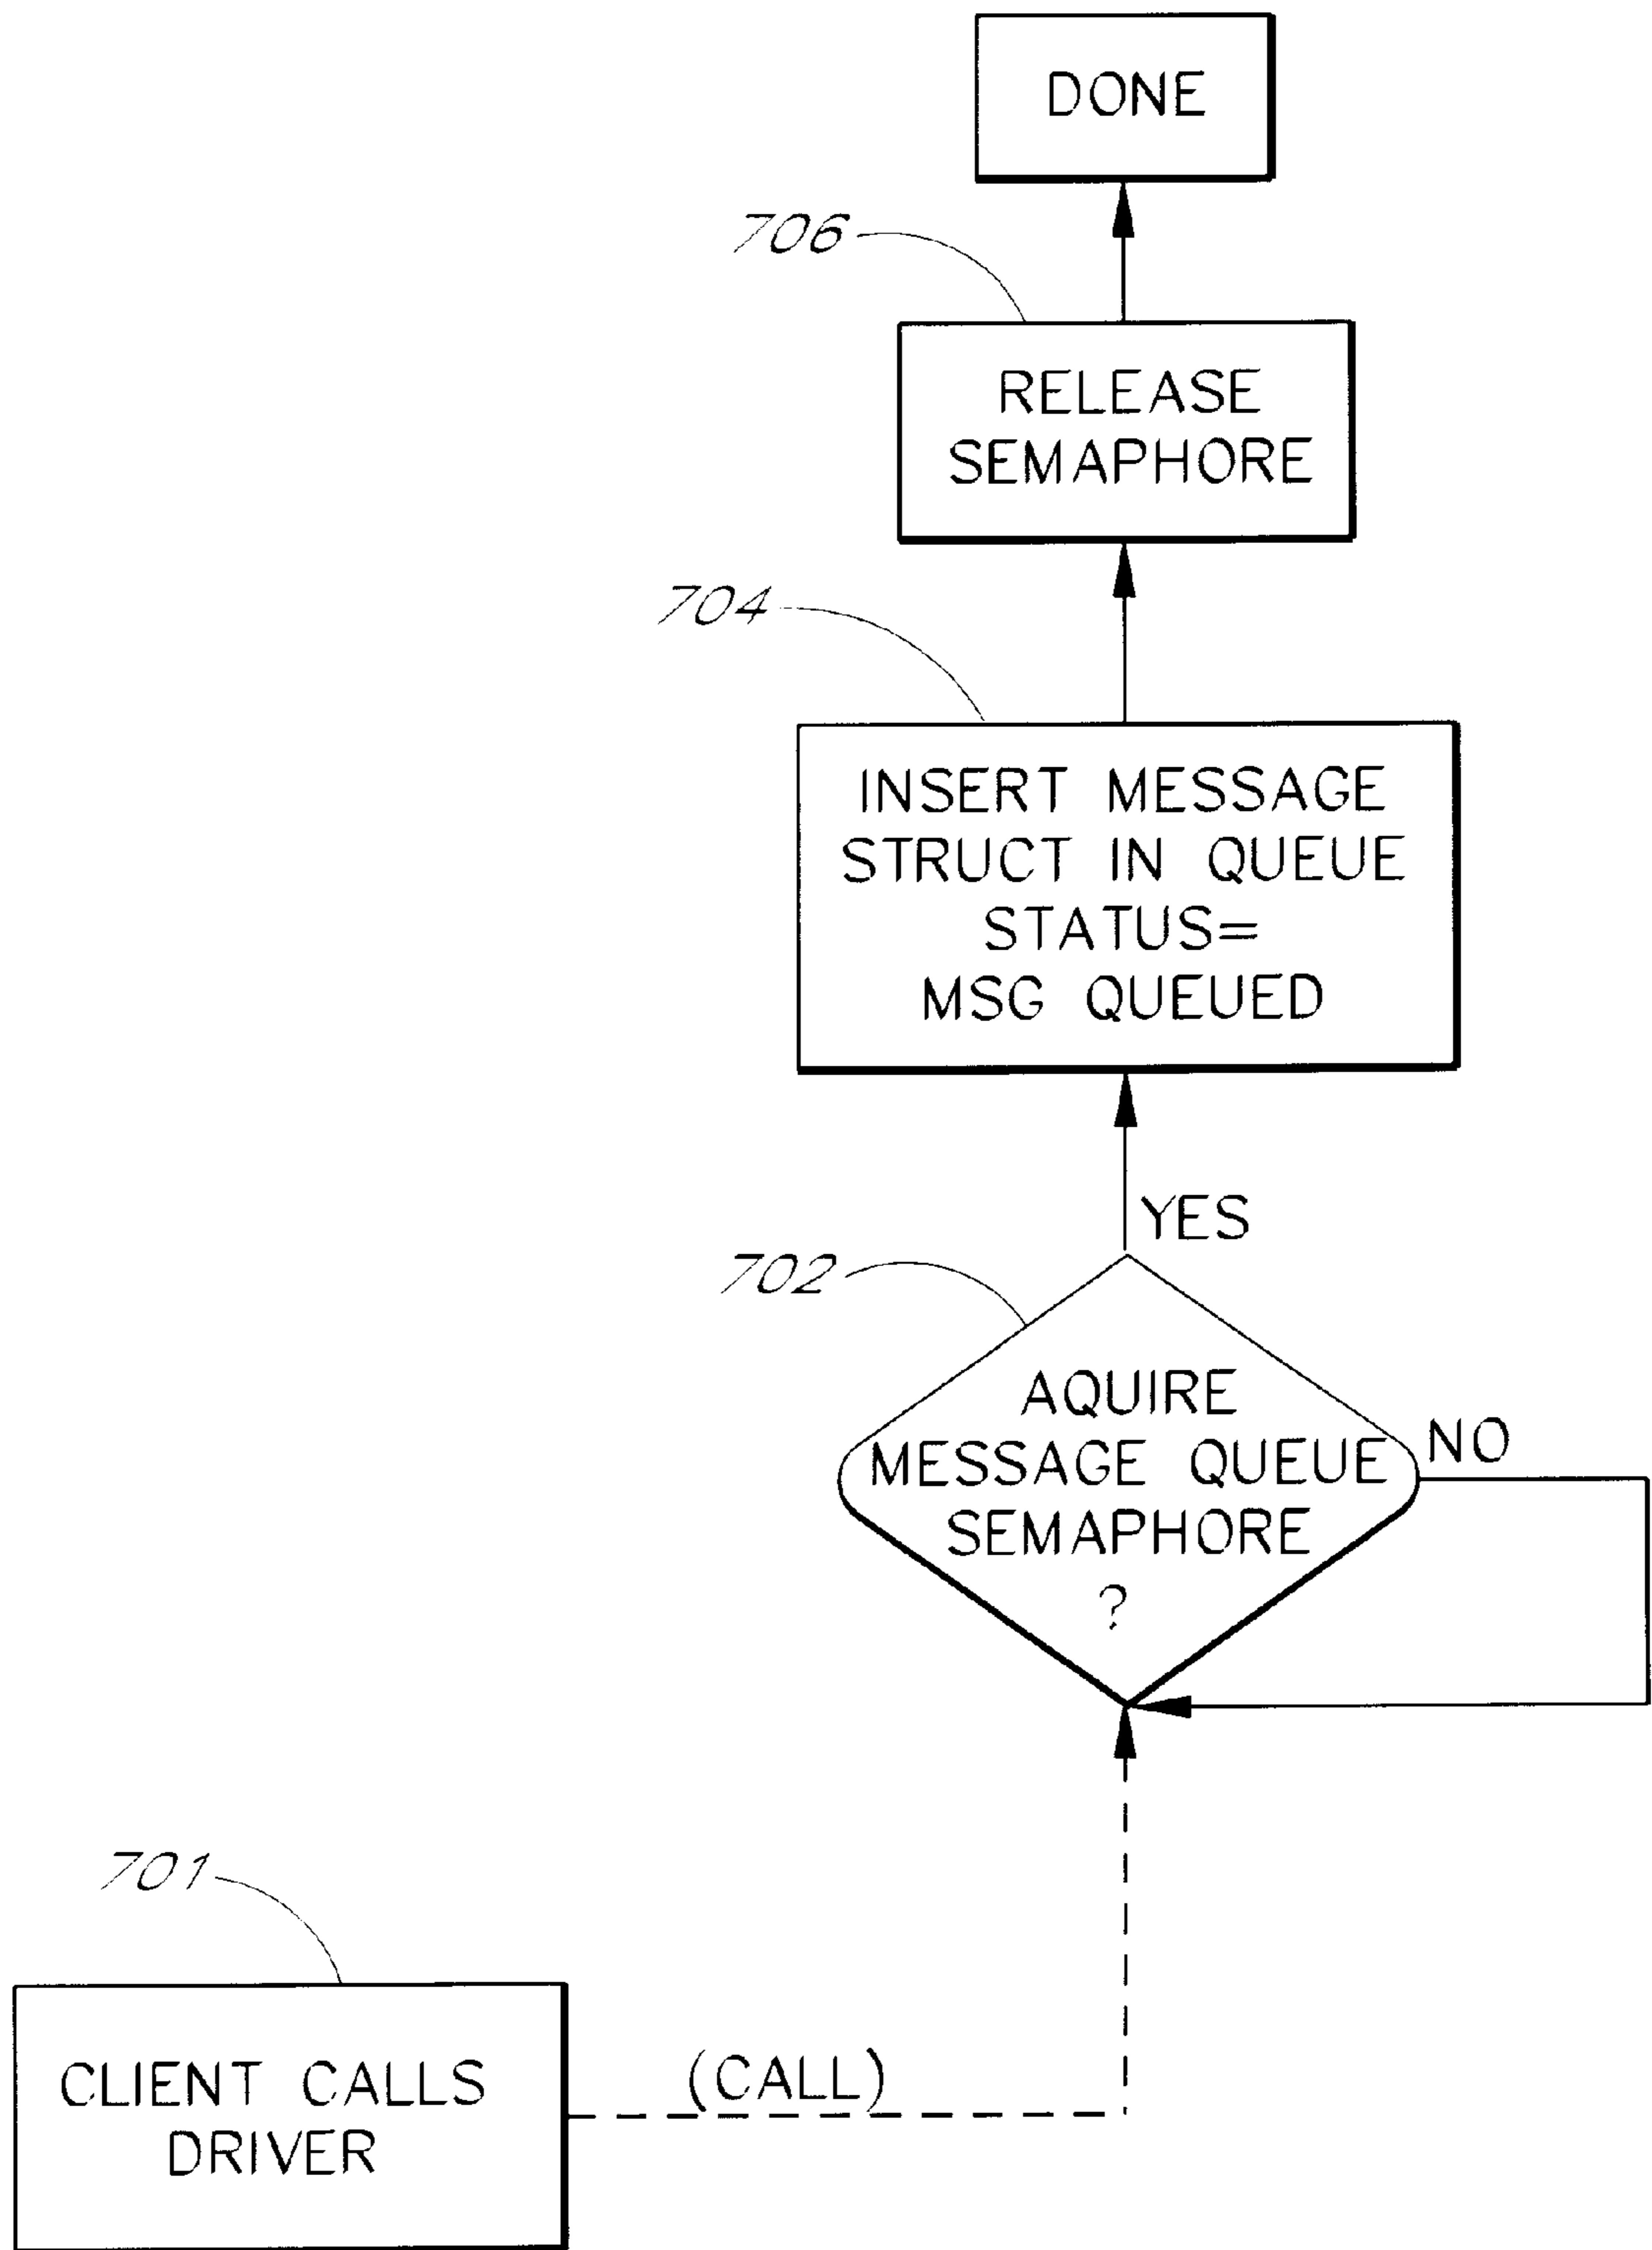 DONE
706
RELEASE
SEMAPHORE
704
INSERT MESSAGE
STRUCT IN QUEUE
STATUS=
MSG QUEUED
YES
702
AQUIRE
MESSAGE QUEUE
SEMAPHORE
?
NO
701
CLIENT CALLS
DRIVER
(CALL)